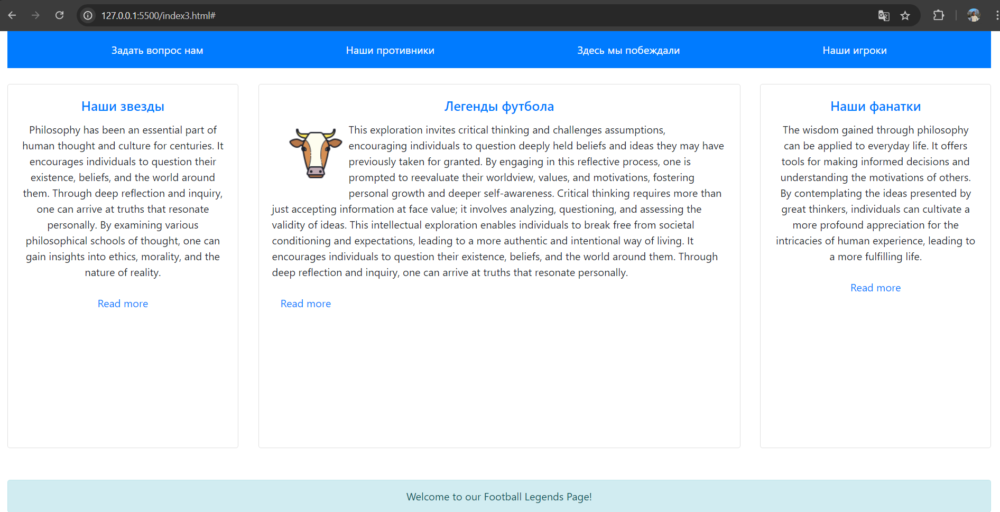 127.0.0.1:5500/index3.html#
Задать вопрос нам
Наши противники
Здесь мы побеждали
Наши игроки
Наши звезды
Philosophy has been an essential part of
human thought and culture for centuries. It
encourages individuals to question their
existence, beliefs, and the world around
them. Through deep reflection and inquiry,
one can arrive at truths that resonate
personally. By examining various
philosophical schools of thought, one can
gain insights into ethics, morality, and the
nature of reality.
Read more
Легенды футбола
This exploration invites critical thinking and challenges assumptions,
encouraging individuals to question deeply held beliefs and ideas they may have
previously taken for granted. By engaging in this reflective process, one is
prompted to reevaluate their worldview, values, and motivations, fostering
personal growth and deeper self-awareness. Critical thinking requires more than
just accepting information at face value; it involves analyzing, questioning, and assessing the
validity of ideas. This intellectual exploration enables individuals to break free from societal
conditioning and expectations, leading to a more authentic and intentional way of living. It
encourages individuals to question their existence, beliefs, and the world around them. Through
deep reflection and inquiry, one can arrive at truths that resonate personally.
Read more
Наши фанатки
The wisdom gained through philosophy
can be applied to everyday life. It offers
tools for making informed decisions and
understanding the motivations of others.
By contemplating the ideas presented by
great thinkers, individuals can cultivate a
more profound appreciation for the
intricacies of human experience, leading to
a more fulfilling life.
Read more
Welcome to our Football Legends Page!